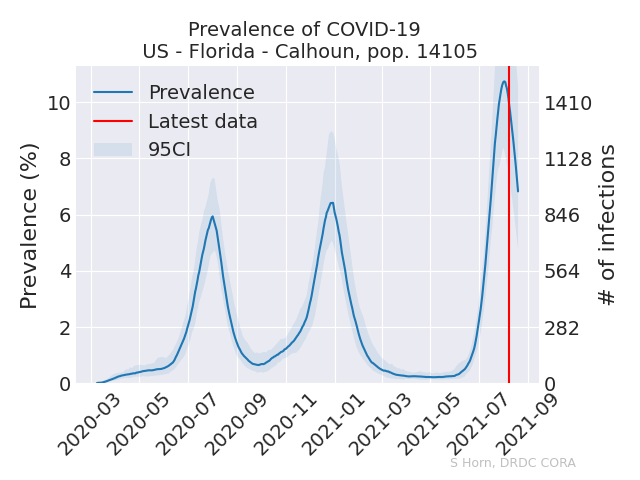 Prevalence of COVID-19
US - Florida - Calhoun, pop. 14105
Prevalence
Latest data
95CI
Prevalence (%)
10
8
6
4
2
0
1410
1128
846
564
282
0
# of infections
2020-03
2020-05
2020-07
2020-09
2020-11
2021-01
2021-03
2021-05
2021-07
2021-09
S Horn, DRDC CORA